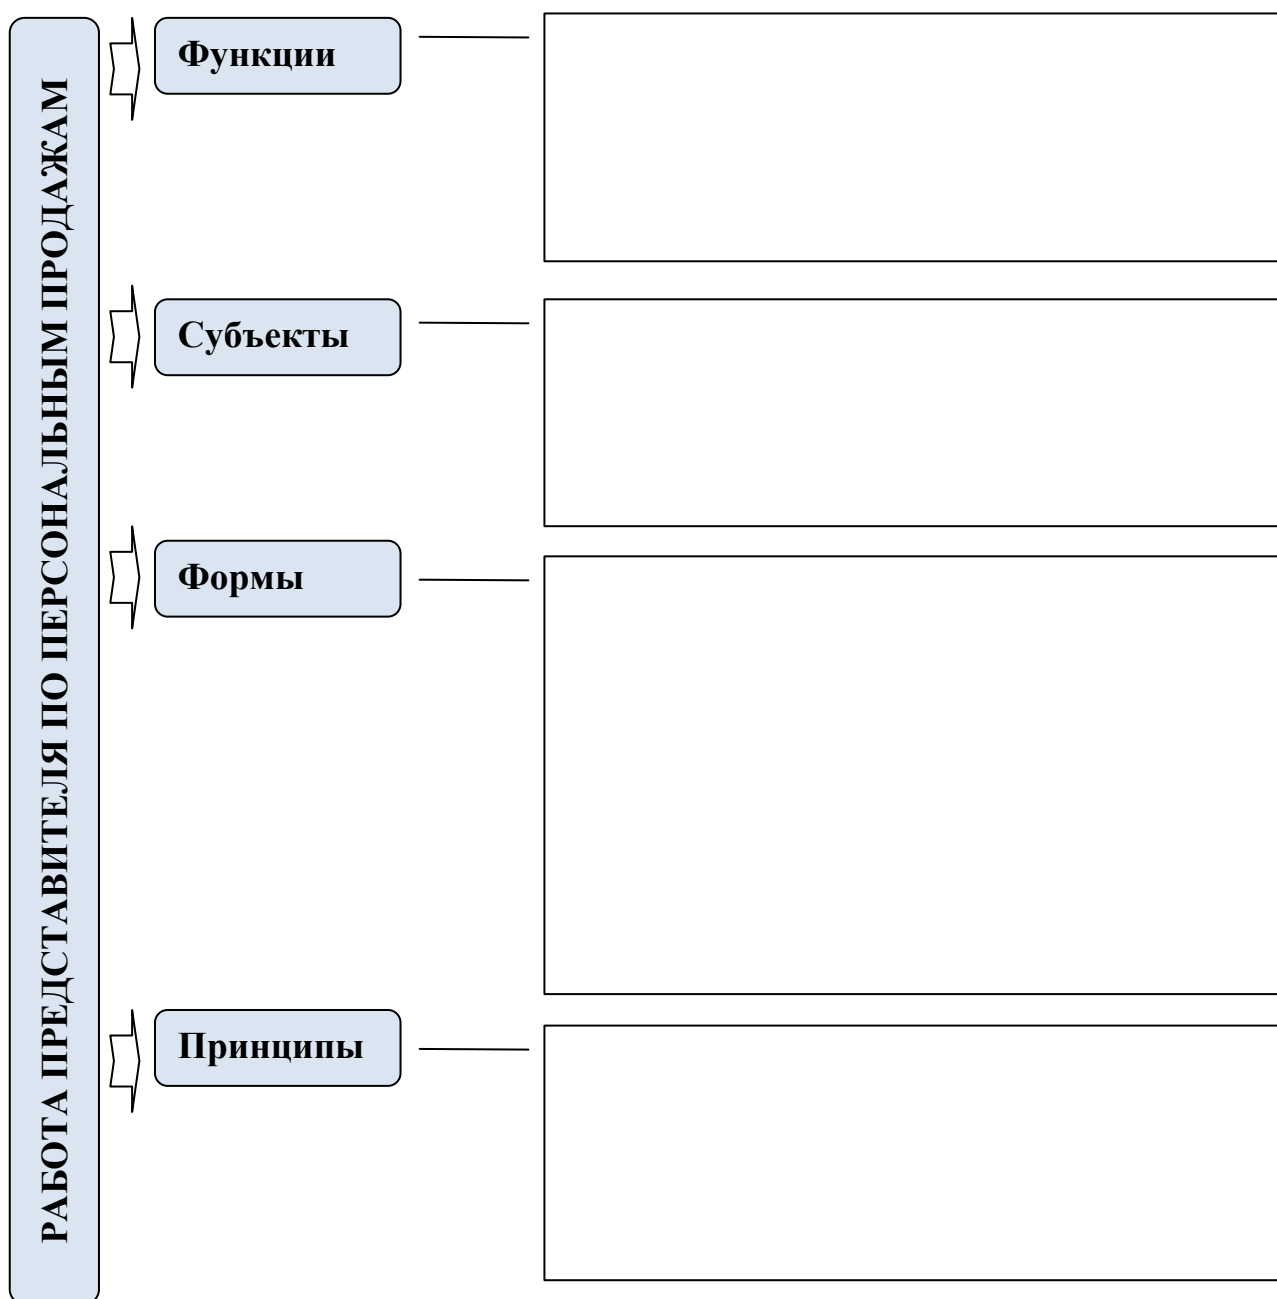 РАБОТА ПРЕДСТАВИТЕЛЯ ПО ПЕРСОНАЛЬНЫМ ПРОДАЖАМ
Функции
Субъекты
Формы
Принципы